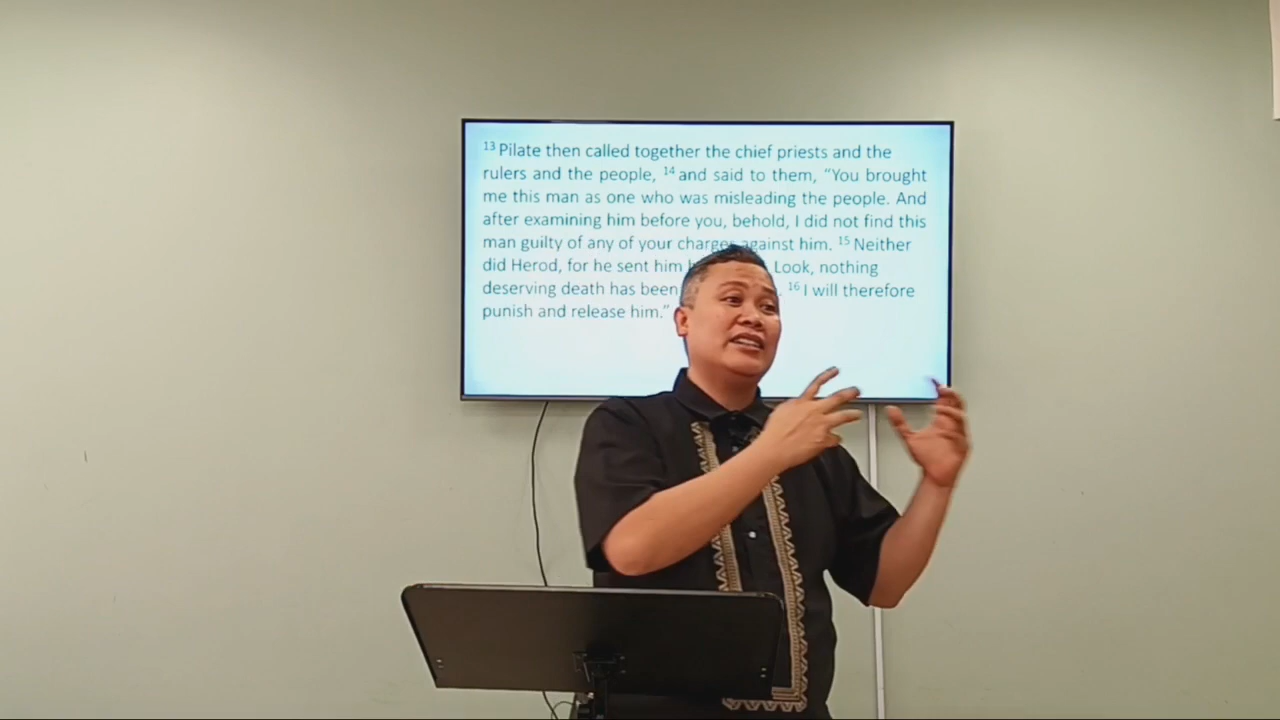 13 Pilate then called together the chief priests and the
rulers and the people, 14 and said to them, “You brought
me this man as one who was misleading the people. And
after examining him before you, behold, I did not find this
man guilty of any of your charges against him. 15 Neither
did Herod, for he sent him Look, nothing
deserving death has been 16 I will therefore
punish and release him.”